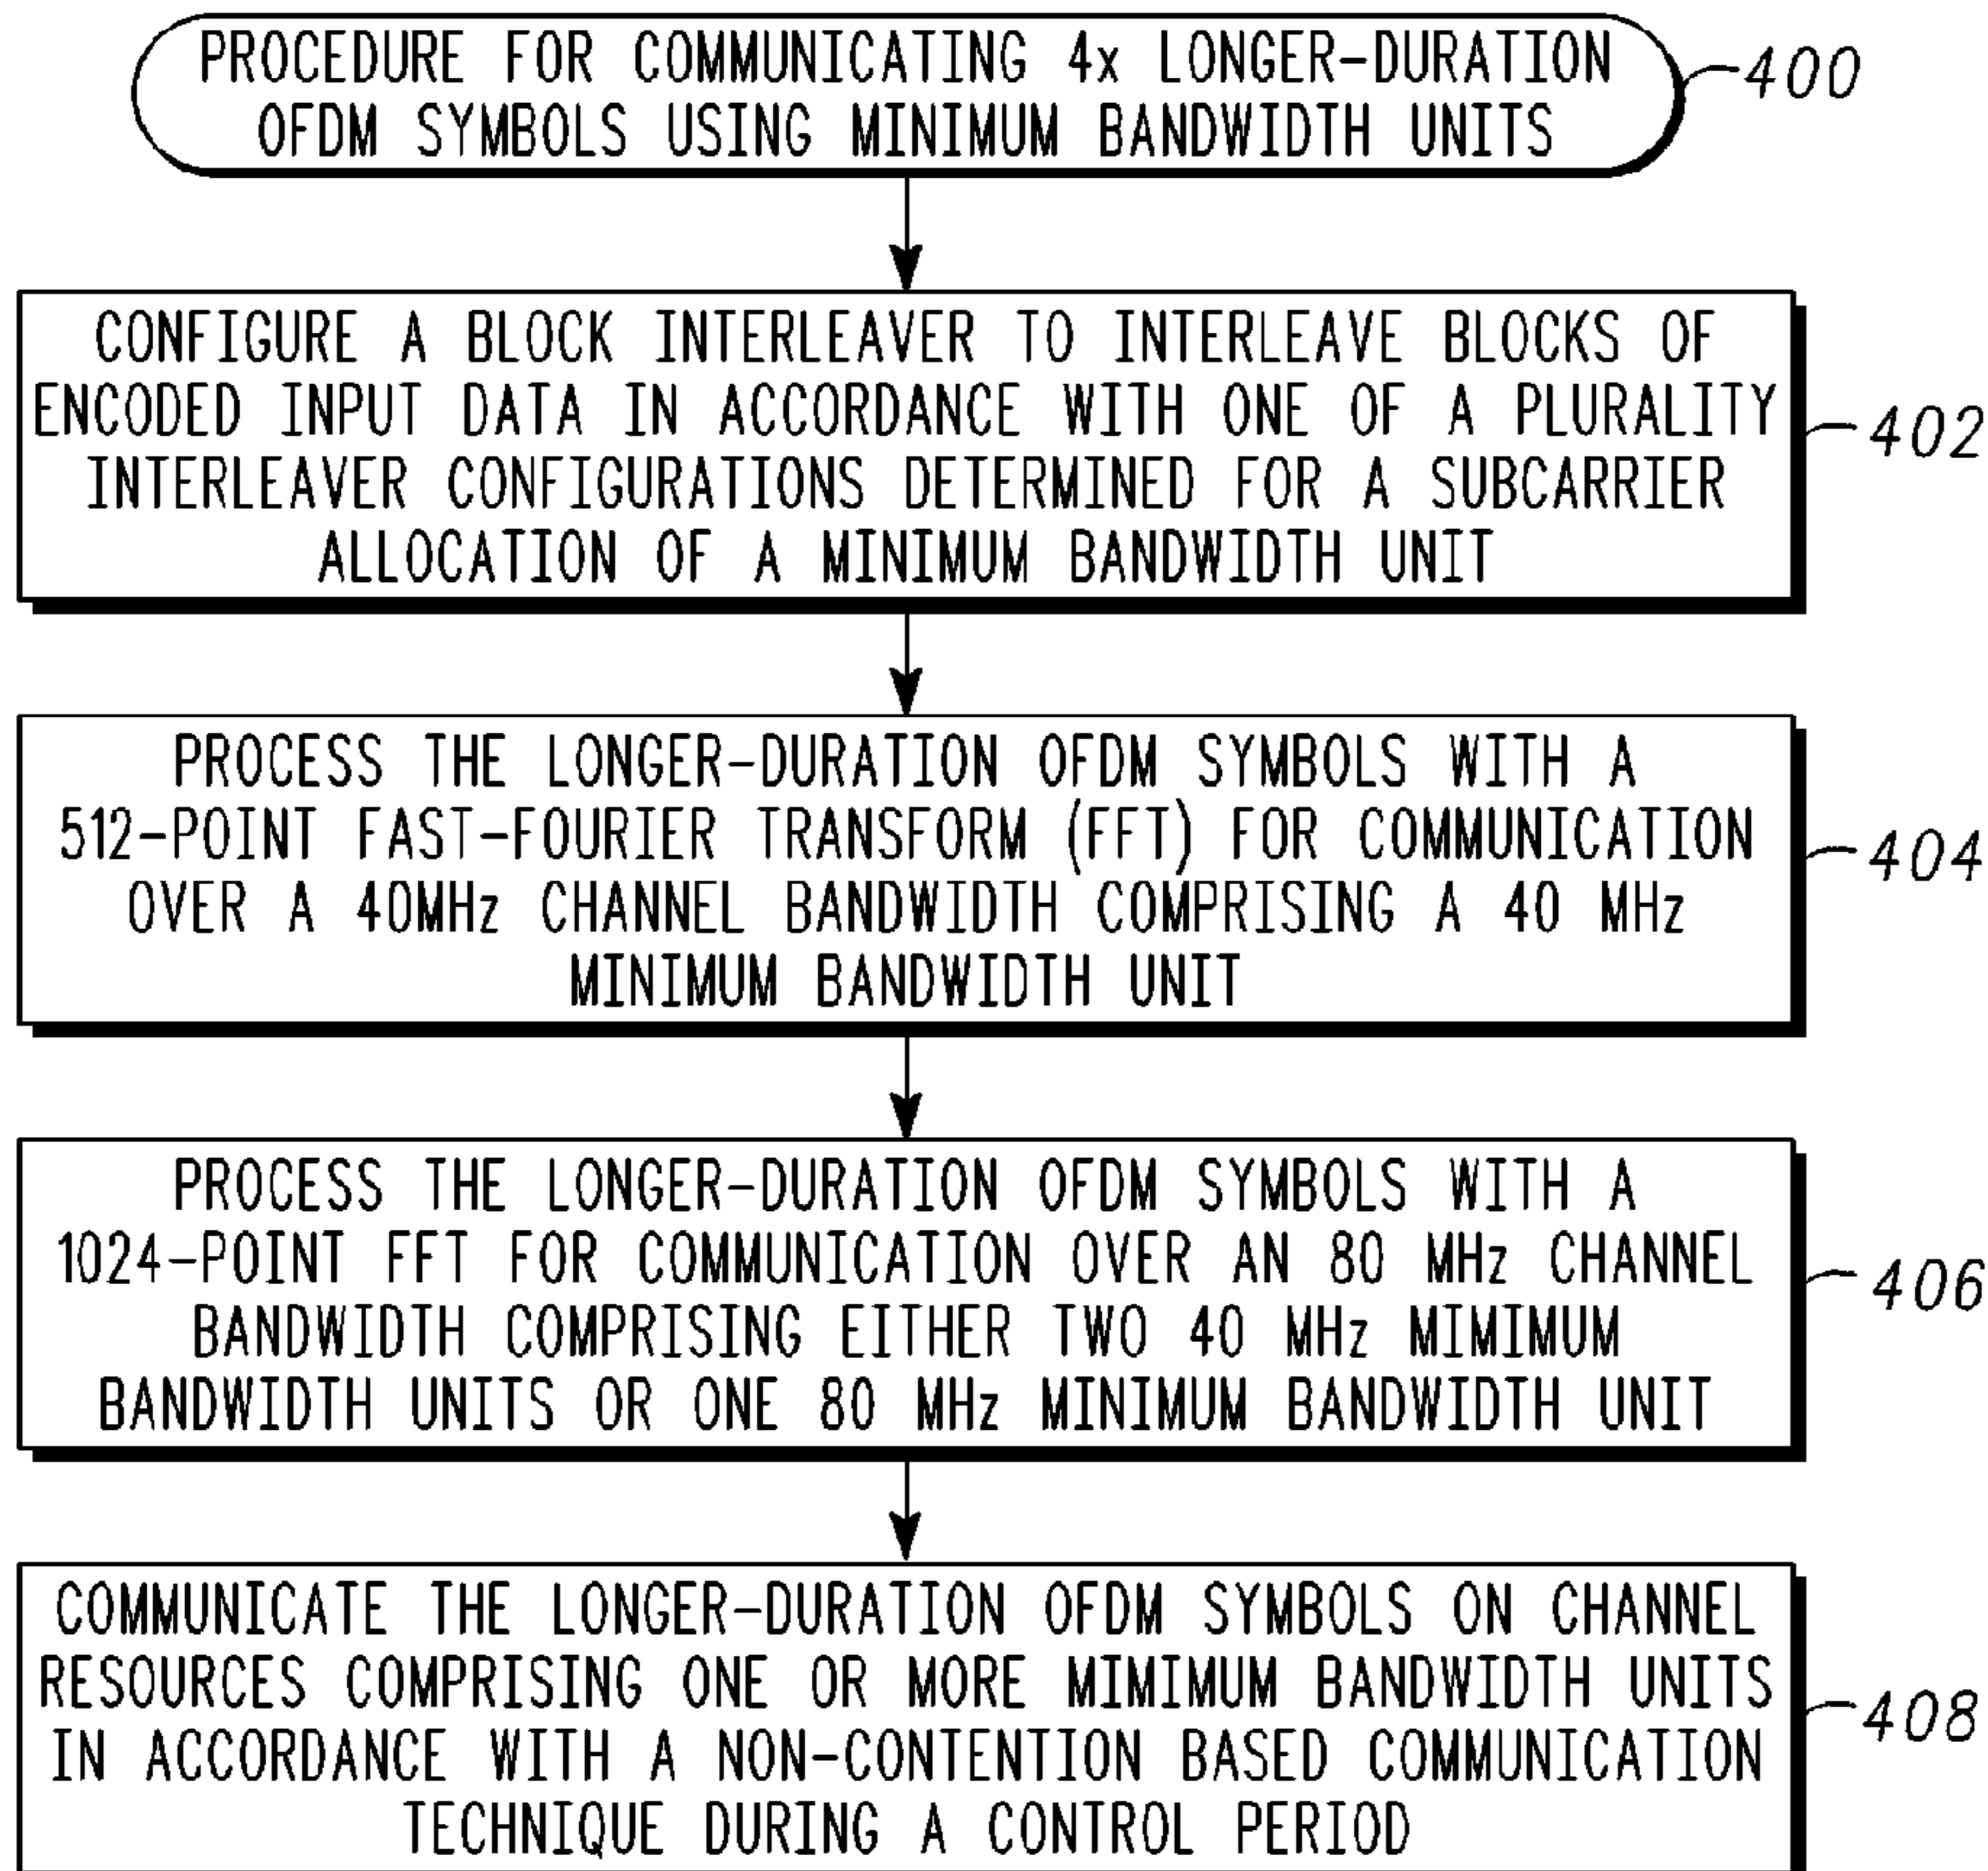 PROCEDURE FOR COMMUNICATING 4x LONGER-DURATION
OFDM SYMBOLS USING MINIMUM BANDWIDTH UNITS
400
CONFIGURE A BLOCK INTERLEAVER TO INTERLEAVE BLOCKS OF
ENCODED INPUT DATA IN ACCORDANCE WITH ONE OF A PLURALITY
INTERLEAVER CONFIGURATIONS DETERMINED FOR A SUBCARRIER
ALLOCATION OF A MINIMUM BANDWIDTH UNIT
402
PROCESS THE LONGER-DURATION OFDM SYMBOLS WITH A
512-POINT FAST-FOURIER TRANSFORM (FFT) FOR COMMUNICATION
OVER A 40MHz CHANNEL BANDWIDTH COMPRISING A 40 MHz
MINIMUM BANDWIDTH UNIT
404
PROCESS THE LONGER-DURATION OFDM SYMBOLS WITH A
1024-POINT FFT FOR COMMUNICATION OVER AN 80 MHz CHANNEL
BANDWIDTH COMPRISING EITHER TWO 40 MHz MIMIMUM
BANDWIDTH UNITS OR ONE 80 MHz MINIMUM BANDWIDTH UNIT
406
COMMUNICATE THE LONGER-DURATION OFDM SYMBOLS ON CHANNEL
RESOURCES COMPRISING ONE OR MORE MIMIMUM BANDWIDTH UNITS
IN ACCORDANCE WITH A NON-CONTENTION BASED COMMUNICATION
TECHNIQUE DURING A CONTROL PERIOD
408